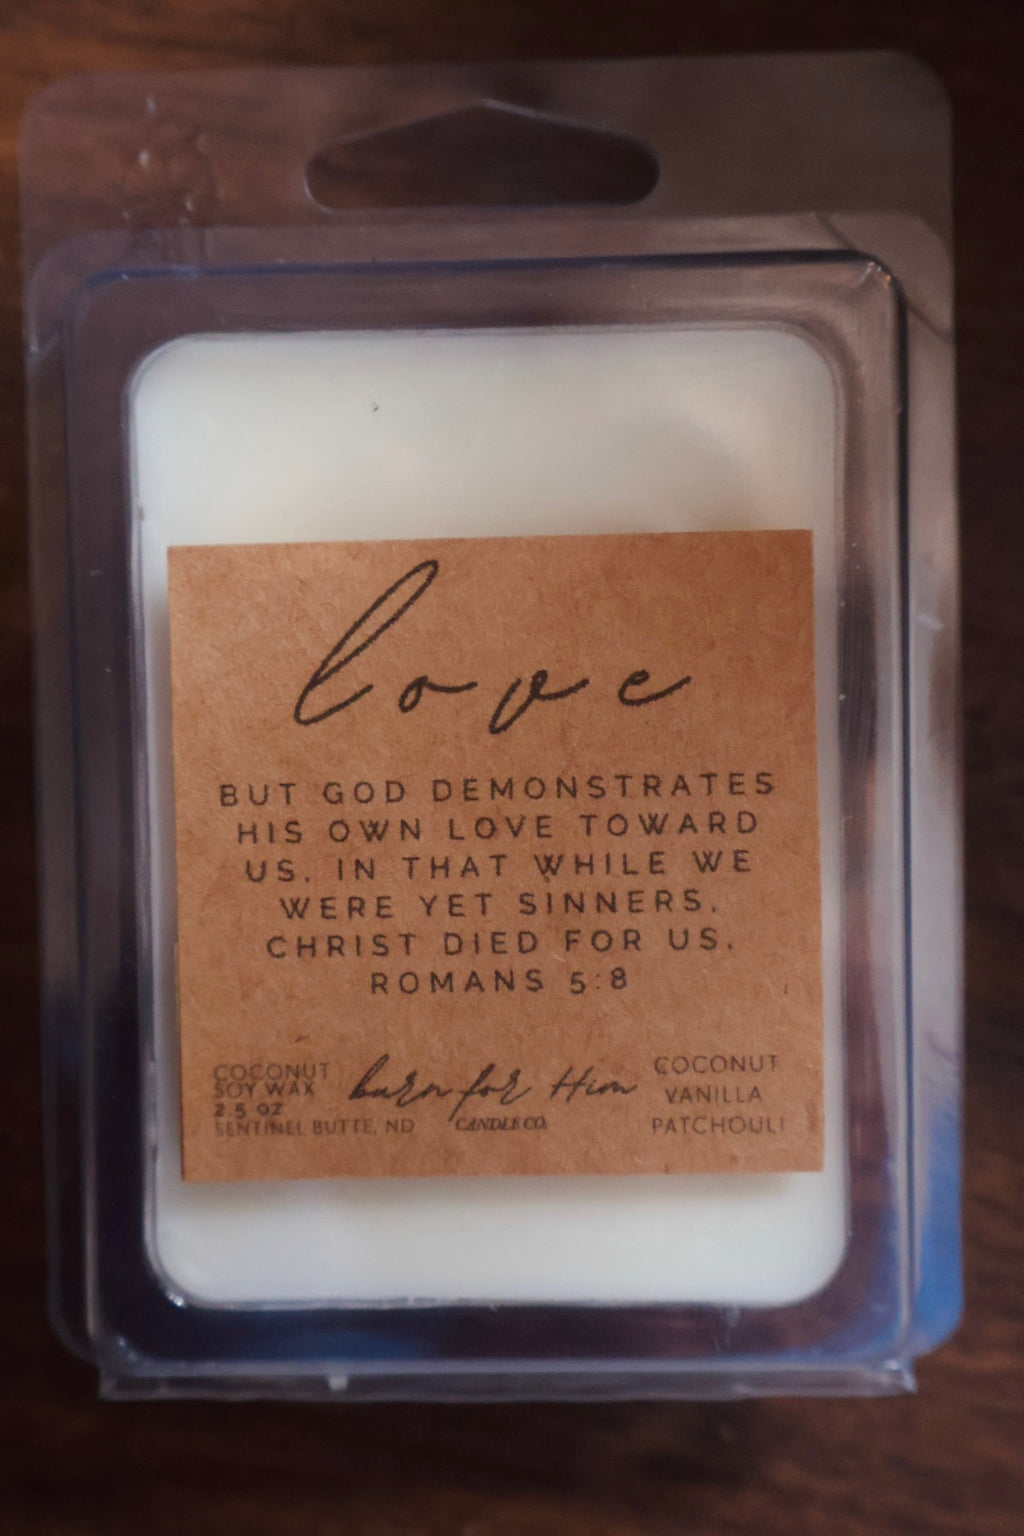 love
BUT GOD DEMONSTRATES
HIS OWN LOVE TOWARD
US, IN THAT WHILE WE
WERE YET SINNERS,
CHRIST DIED FOR US.
ROMANS 5:8
COCONUT
SOY WAX
2.5 OZ
SENTINEL BUTTE, ND
burn for Him
CANDLE CO.
COCONUT
VANILLA
PATCHOULI